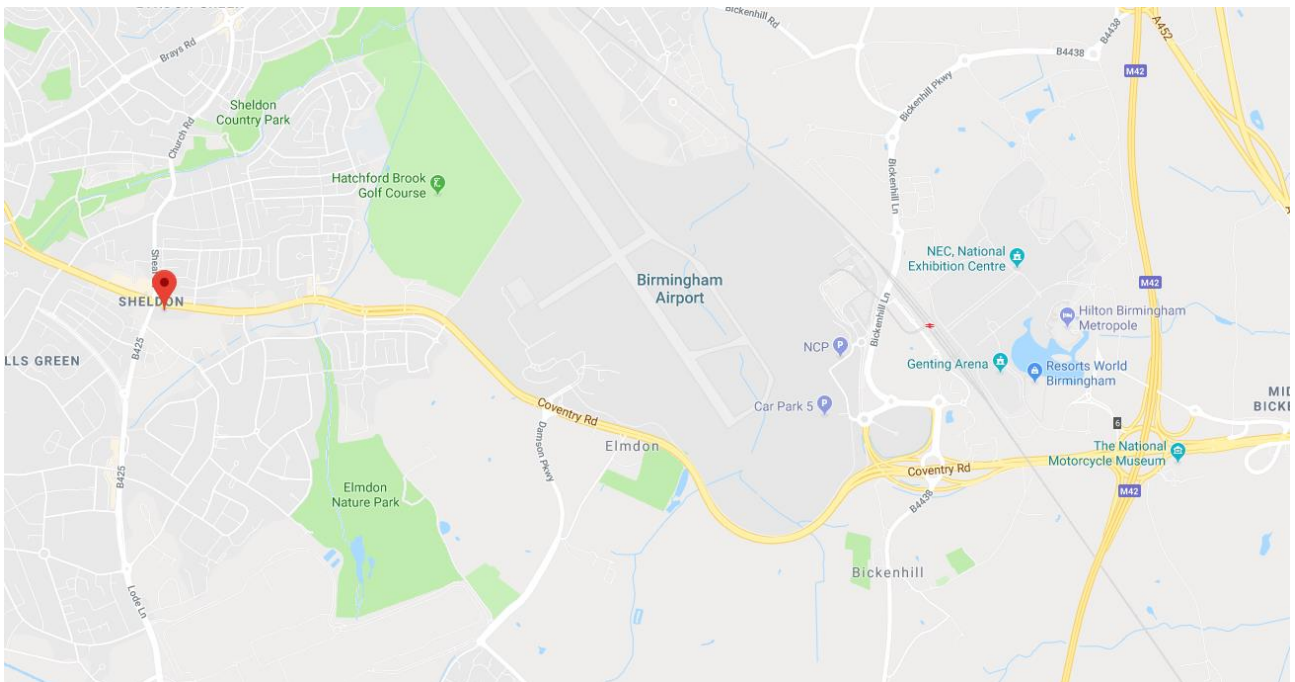 Brays Rd
Bickenhill Rd
B4438
B4438
A452
M42
Sheldon
Country Park
Church Rd
Bickenhill Pkwy
Hatchford Brook
Golf Course
Bickenhill Ln
NEC, National
Exhibition Centre
Birmingham
Airport
M42
SHELDON
Hilton Birmingham
Metropole
Bickenhill Ln
NCP
LLS GREEN
B425
Genting Arena
Resorts World
Birmingham
Car Park 5
MID
BICKE
Coventry Rd
Damson Pkwy
Elmdon
6
The National
Motorcycle Museum
Coventry Rd
B425
Elmdon
Nature Park
M42
B4438
Bickenhill
Lode Ln